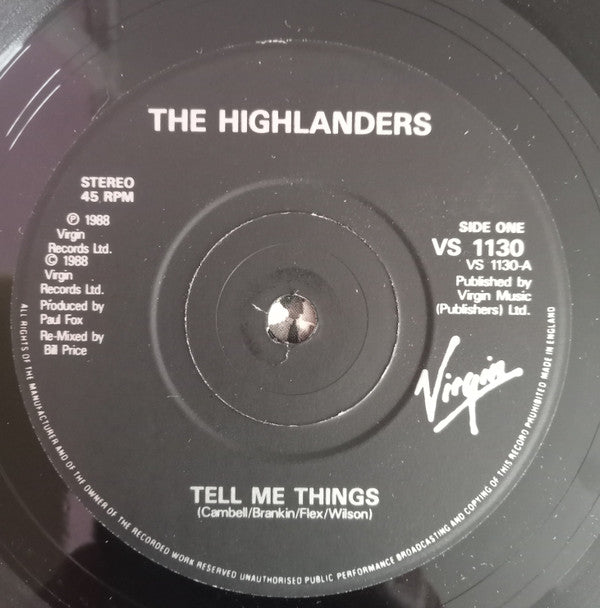 THE HIGHLANDERS
STEREO
45 RPM
℗ 1988
Virgin
Records Ltd.
© 1988
Virgin
Records Ltd.
Produced by
Paul Fox
Re-Mixed by
Bill Price
SIDE ONE
VS 1130
VS 1130-A
Published by
Virgin Music
(Publishers) Ltd.
Virgin
TELL ME THINGS
(Cambell/Brankin/Flex/Wilson)
ALL RIGHTS OF THE MANUFACTURER AND OF THE OWNER OF THE RECORDED WORK RESERVED UNAUTHORISED PUBLIC PERFORMANCE BROADCASTING AND COPYING OF THIS RECORD PROHIBITED MADE IN ENGLAND